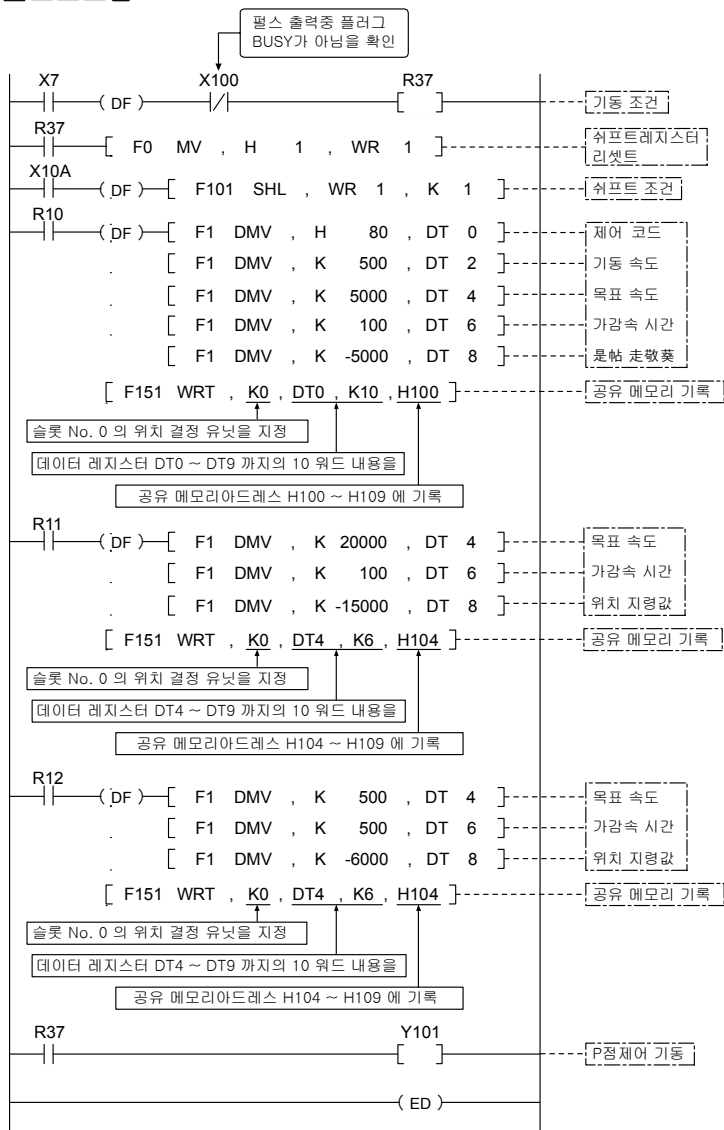 펄스 출력중 플러그
BUSY가 아님을 확인
X7 X100 R37
( DF ) [ ] 기동 조건
R37
[ F0 MV , H 1 , WR 1 ] 쉬프트레지스터
리셋트
X10A
( DF ) [ F101 SHL , WR 1 , K 1 ] 쉬프트 조건
R10
( DF ) [ F1 DMV , H 80 , DT 0 ] 제어 코드
[ F1 DMV , K 500 , DT 2 ] 기동 속도
[ F1 DMV , K 5000 , DT 4 ] 목표 속도
[ F1 DMV , K 100 , DT 6 ] 가감속 시간
[ F1 DMV , K -5000 , DT 8 ] 是帖 走敬葵
[ F151 WRT , K0 , DT0 , K10 , H100 ] 공유 메모리 기록
슬롯 No. 0 의 위치 결정 유닛을 지정
데이터 레지스터 DT0 ~ DT9 까지의 10 워드 내용을
공유 메모리아드레스 H100 ~ H109 에 기록
R11
( DF ) [ F1 DMV , K 20000 , DT 4 ] 목표 속도
[ F1 DMV , K 100 , DT 6 ] 가감속 시간
[ F1 DMV , K -15000 , DT 8 ] 위치 지령값
[ F151 WRT , K0 , DT4 , K6 , H104 ] 공유 메모리 기록
슬롯 No. 0 의 위치 결정 유닛을 지정
데이터 레지스터 DT4 ~ DT9 까지의 10 워드 내용을
공유 메모리아드레스 H104 ~ H109 에 기록
R12
( DF ) [ F1 DMV , K 500 , DT 4 ] 목표 속도
[ F1 DMV , K 500 , DT 6 ] 가감속 시간
[ F1 DMV , K -6000 , DT 8 ] 위치 지령값
[ F151 WRT , K0 , DT4 , K6 , H104 ] 공유 메모리 기록
슬롯 No. 0 의 위치 결정 유닛을 지정
데이터 레지스터 DT4 ~ DT9 까지의 10 워드 내용을
공유 메모리아드레스 H104 ~ H109 에 기록
R37 Y101
[ ] P점제어 기동
( ED )